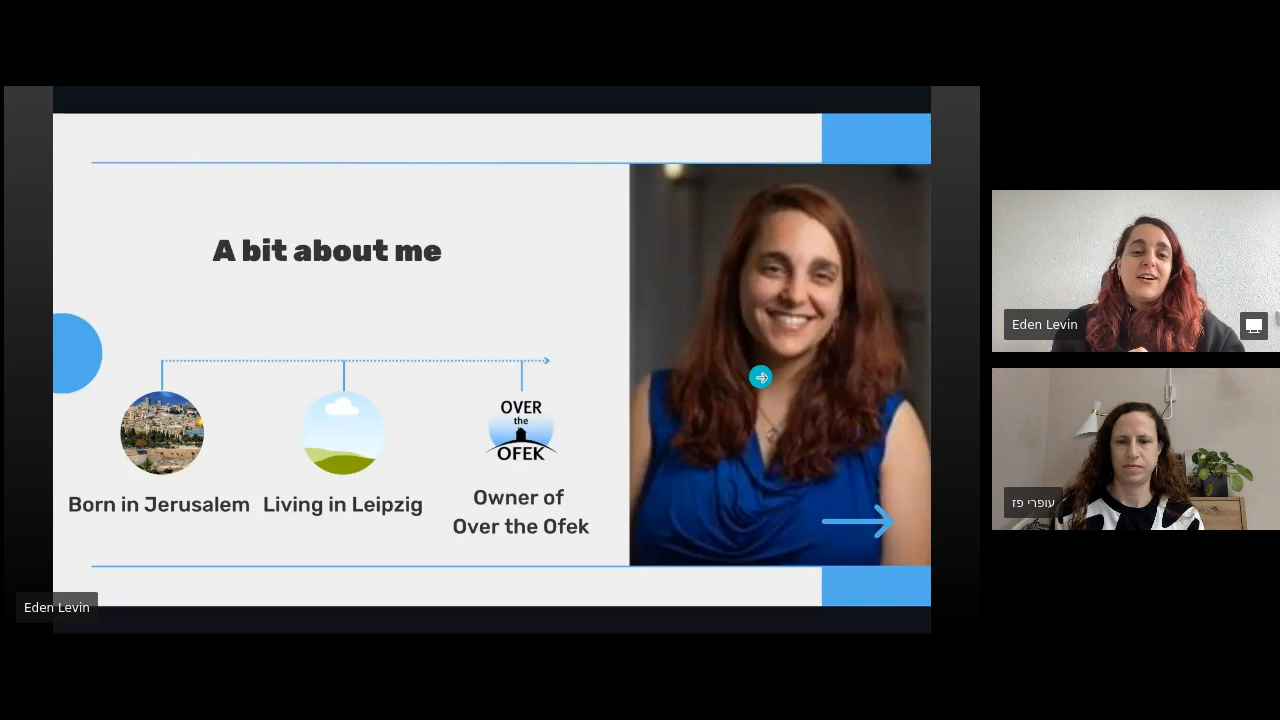 A bit about me
Born in Jerusalem
Living in Leipzig
OVER
the
OFEK
Owner of
Over the Ofek
Eden Levin
Eden Levin
עופרי פז